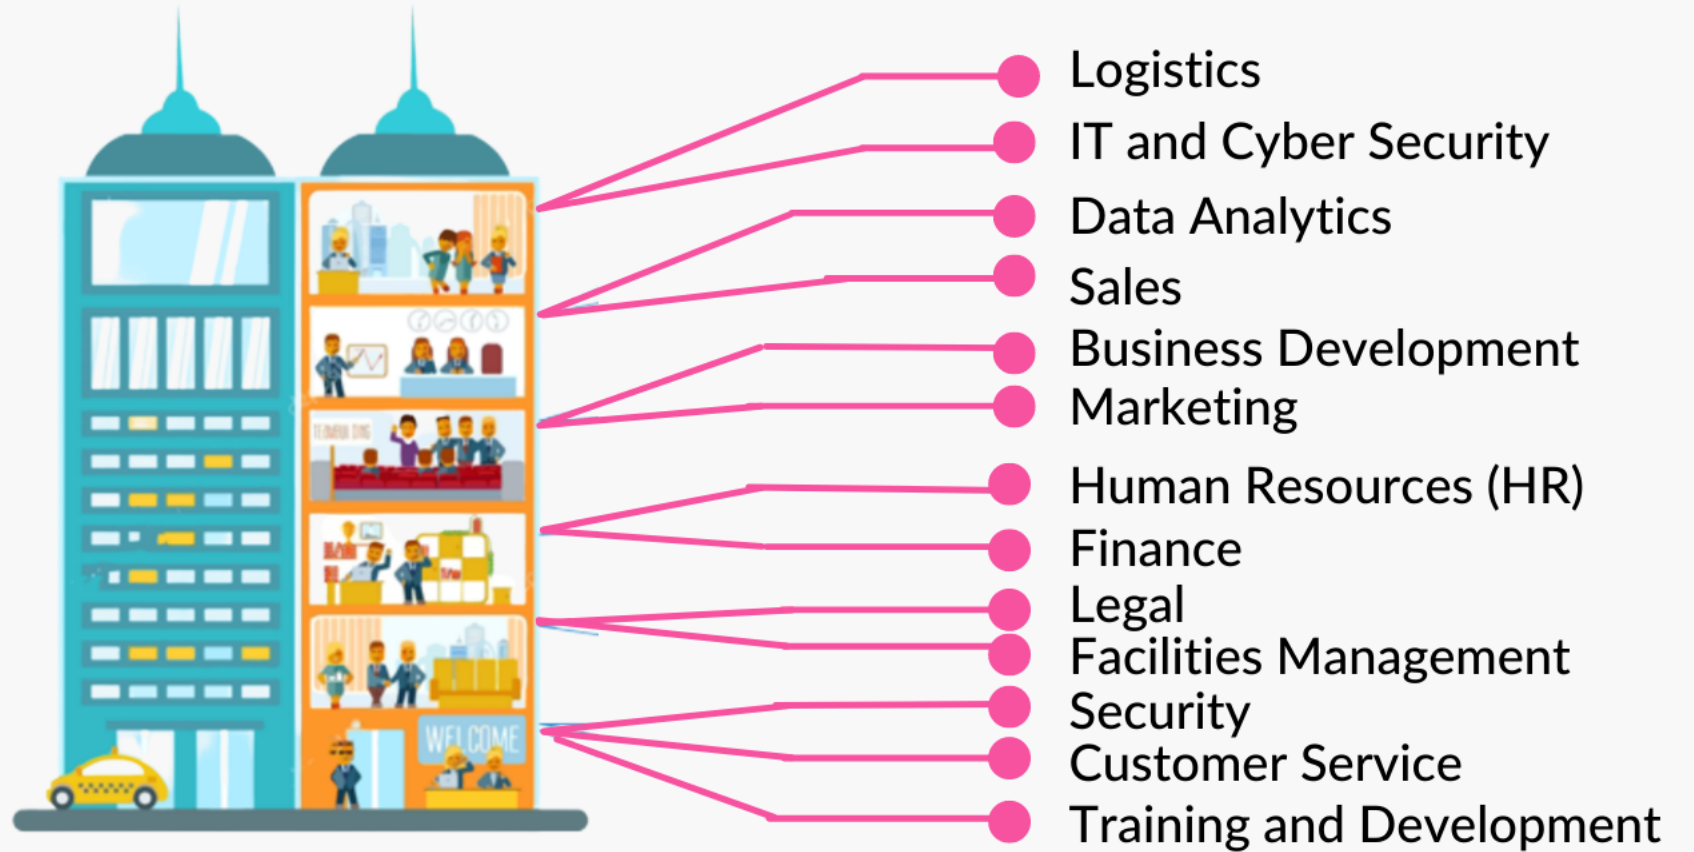 Logistics
IT and Cyber Security
Data Analytics
Sales
Business Development
Marketing
Human Resources (HR)
Finance
Legal
Facilities Management
Security
Customer Service
Training and Development
WELCOME